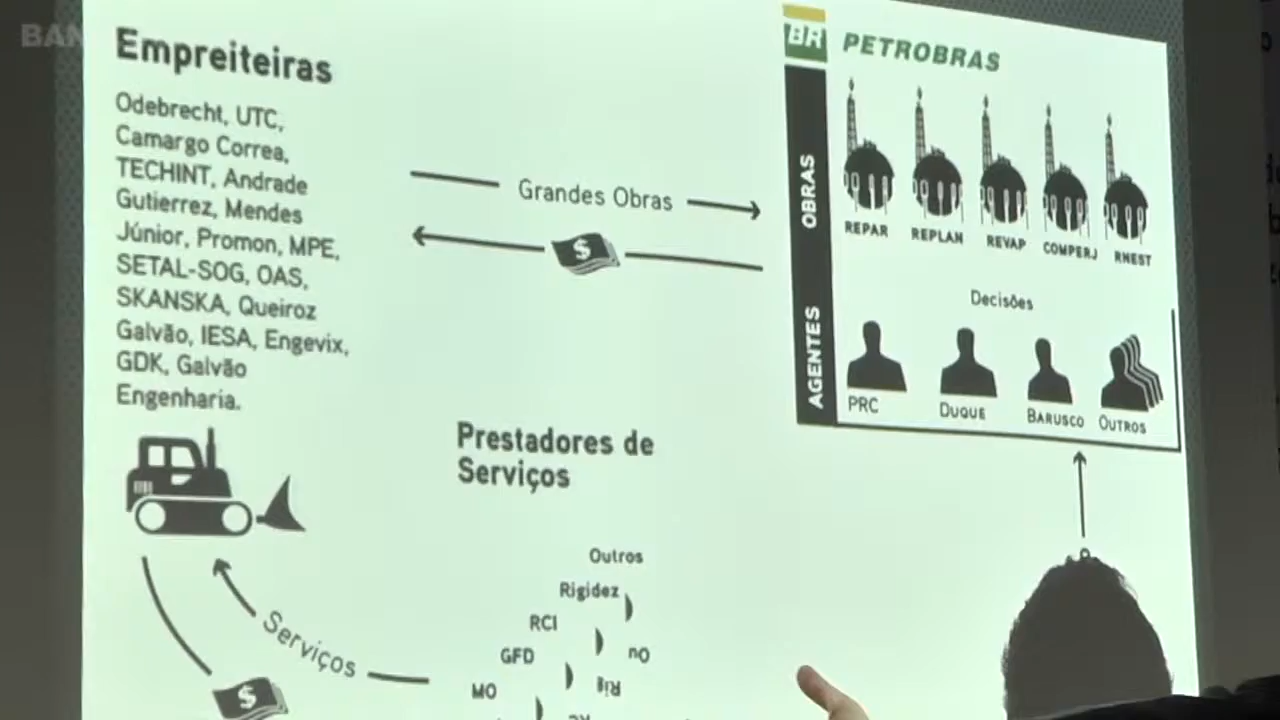 BAN
Empreiteiras
Odebrecht, UTC,
Camargo Correa,
TECHINT, Andrade
Gutierrez, Mendes
Júnior, Promon, MPE,
SETAL-SOG, OAS,
SKANSKA, Queiroz
Galvão, IESA, Engevix,
GDK, Galvão
Engenharia.
Grandes Obras
$
BR PETROBRAS
OBRAS
REPAR REPLAN REVAP COMPERJ RNEST
Decisões
AGENTES
PRC DUQUE BARUSCO OUTROS
Prestadores de
Serviços
Outros
Rigidez
RCI
GFD
MO
Serviços
$